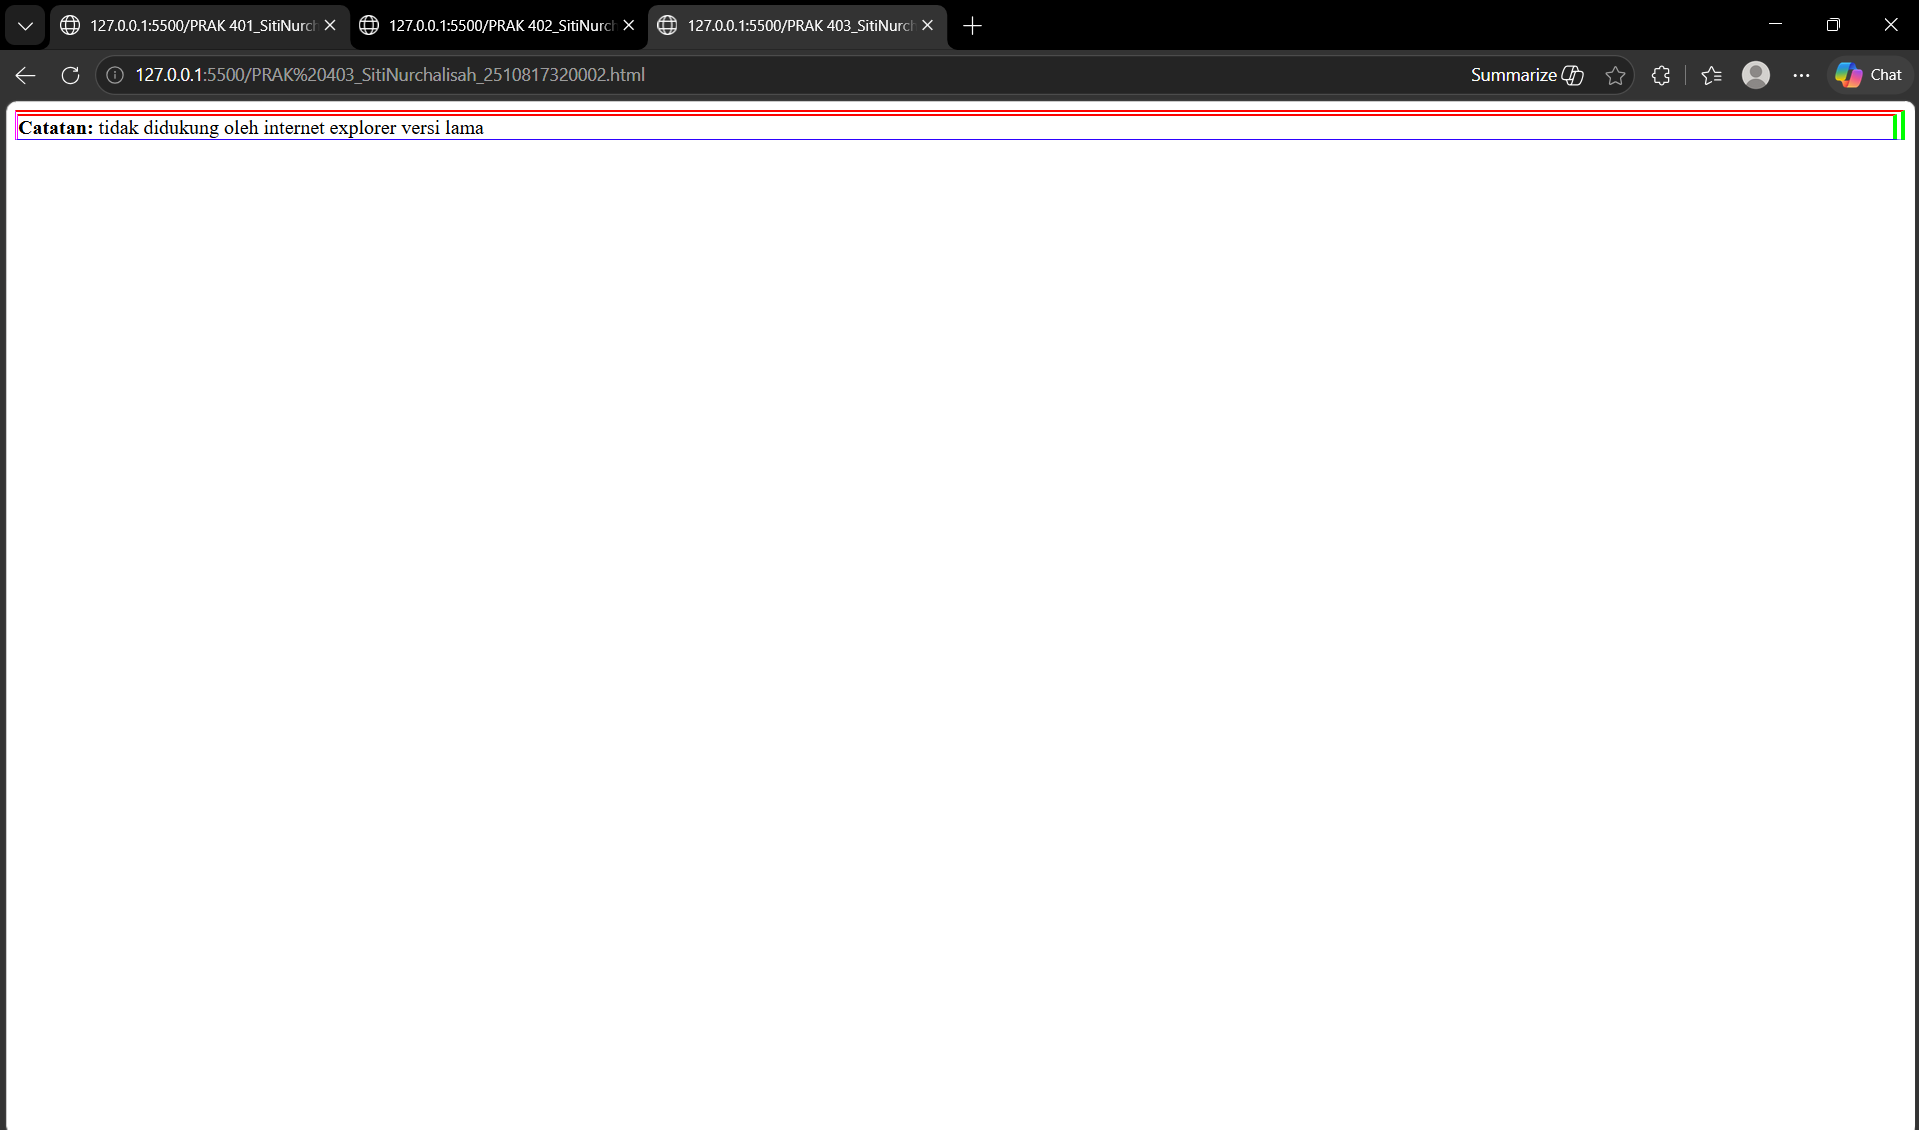 127.0.0.1:5500/PRAK 401_SitiNurch
127.0.0.1:5500/PRAK 402_SitiNurch
127.0.0.1:5500/PRAK 403_SitiNurch
127.0.0.1:5500/PRAK%20403_SitiNurchalisah_2510817320002.html
Summarize
Chat
Catatan: tidak didukung oleh internet explorer versi lama